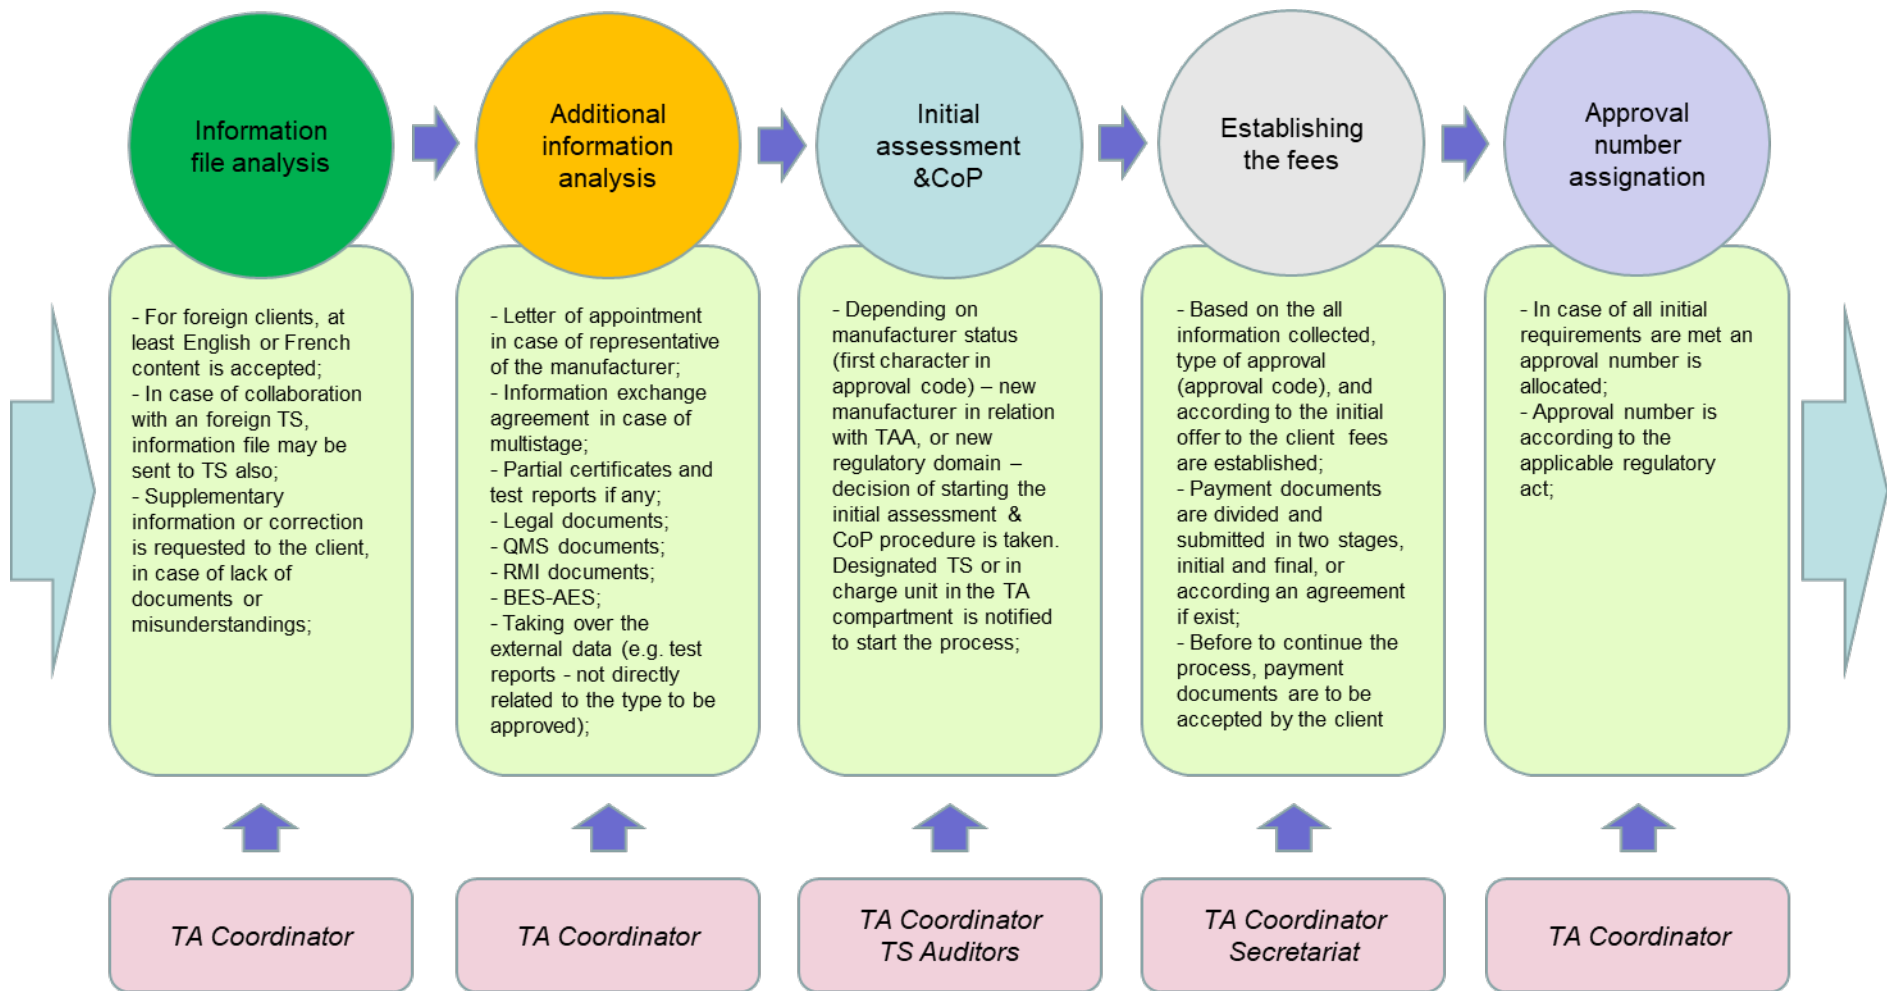 Information
file analysis
Additional
information
analysis
Initial
assessment
&CoP
Establishing
the fees
Approval
number
assignation
- For foreign clients, at
least English or French
content is accepted;
- In case of collaboration
with an foreign TS,
information file may be
sent to TS also;
- Supplementary
information or correction
is requested to the client,
in case of lack of
documents or
misunderstandings;
- Letter of appointment
in case of representative
of the manufacturer;
- Information exchange
agreement in case of
multistage;
- Partial certificates and
test reports if any;
- Legal documents;
- QMS documents;
- RMI documents;
- BES-AES;
- Taking over the
external data (e.g. test
reports - not directly
related to the type to be
approved);
- Depending on
manufacturer status
(first character in
approval code) – new
manufacturer in relation
with TAA, or new
regulatory domain –
decision of starting the
initial assessment &
CoP procedure is taken.
Designated TS or in
charge unit in the TA
compartment is notified
to start the process;
- Based on the all
information collected,
type of approval
(approval code), and
according to the initial
offer to the client fees
are established;
- Payment documents
are divided and
submitted in two stages,
initial and final, or
according an agreement
if exist;
- Before to continue the
process, payment
documents are to be
accepted by the client
- In case of all initial
requirements are met an
approval number is
allocated;
- Approval number is
according to the
applicable regulatory
act;
TA Coordinator
TA Coordinator
TA Coordinator
TS Auditors
TA Coordinator
Secretariat
TA Coordinator